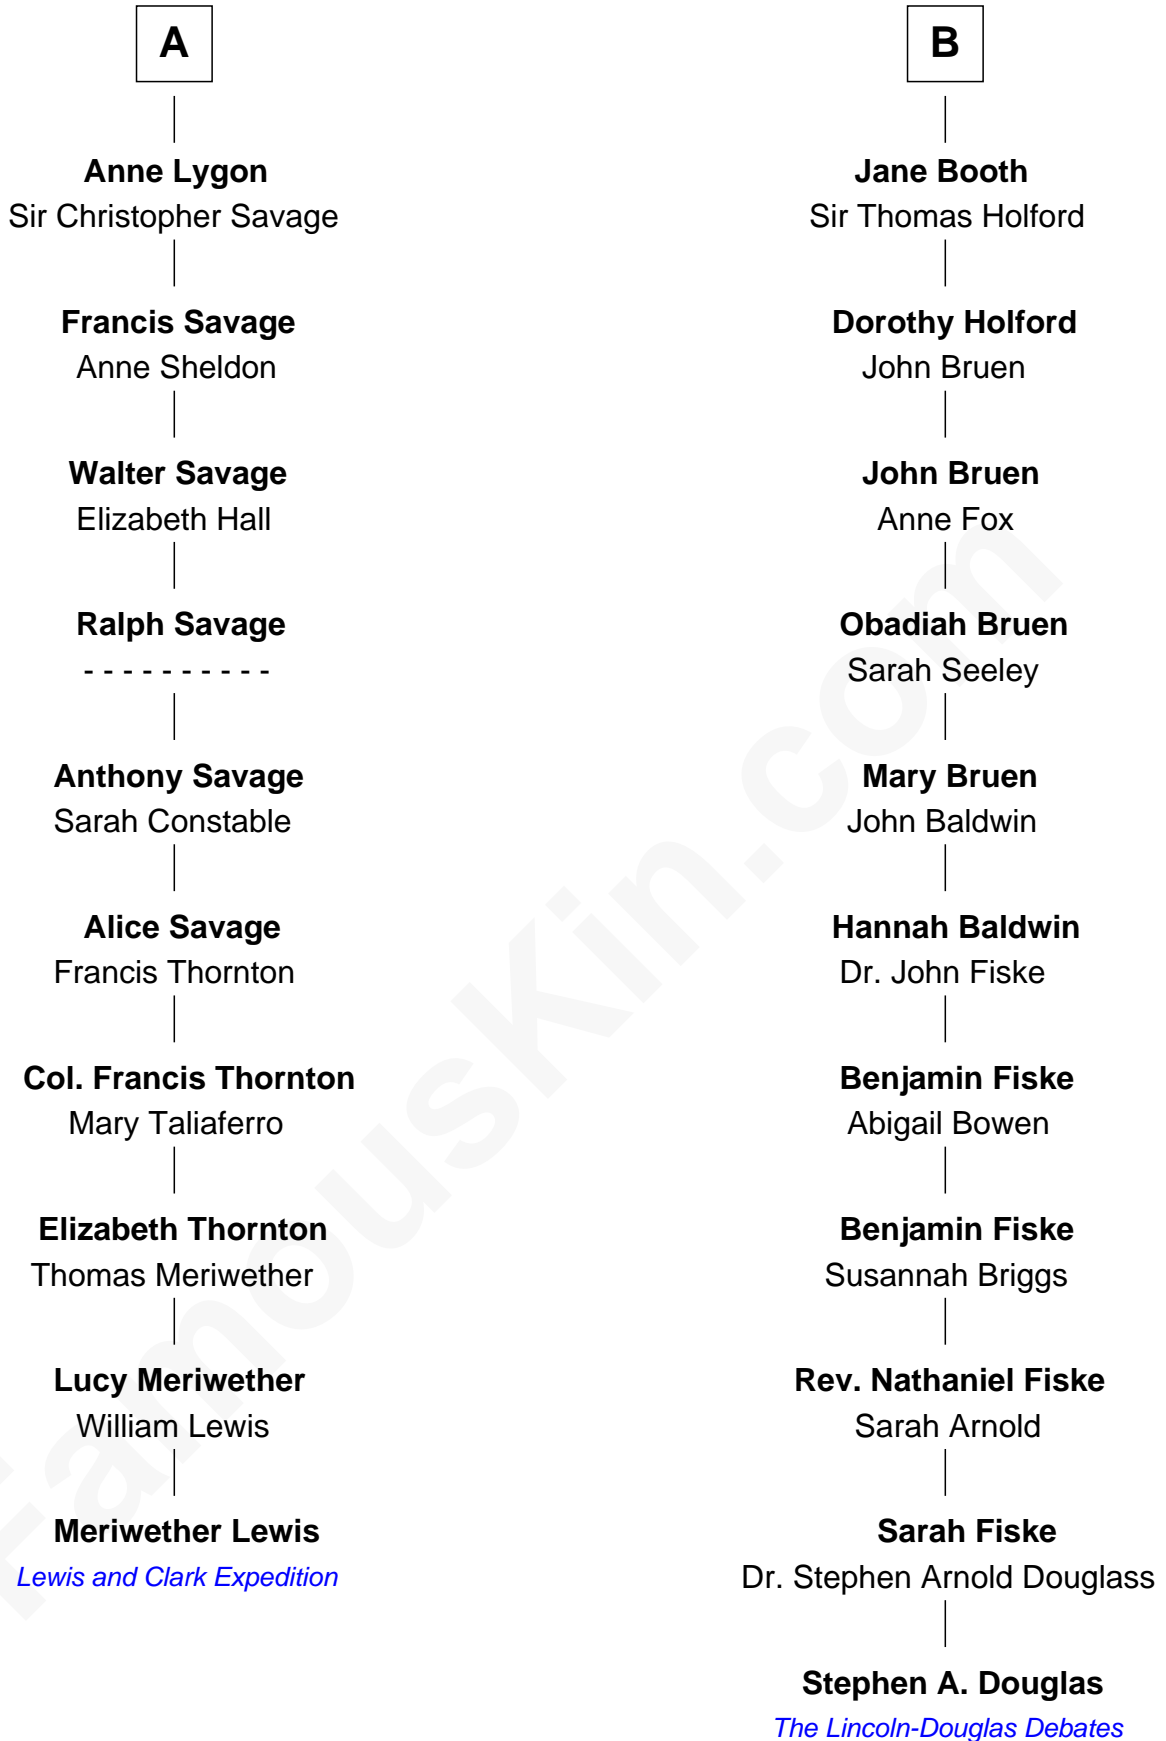 A
Anne Lygon
Sir Christopher Savage
Francis Savage
Anne Sheldon
Walter Savage
Elizabeth Hall
Ralph Savage
- - - - - - - - - -
Anthony Savage
Sarah Constable
Alice Savage
Francis Thornton
Col. Francis Thornton
Mary Taliaferro
Elizabeth Thornton
Thomas Meriwether
Lucy Meriwether
William Lewis
Meriwether Lewis
Lewis and Clark Expedition
B
Jane Booth
Sir Thomas Holford
Dorothy Holford
John Bruen
John Bruen
Anne Fox
Obadiah Bruen
Sarah Seeley
Mary Bruen
John Baldwin
Hannah Baldwin
Dr. John Fiske
Benjamin Fiske
Abigail Bowen
Benjamin Fiske
Susannah Briggs
Rev. Nathaniel Fiske
Sarah Arnold
Sarah Fiske
Dr. Stephen Arnold Douglass
Stephen A. Douglas
The Lincoln-Douglas Debates
FamousKin.com